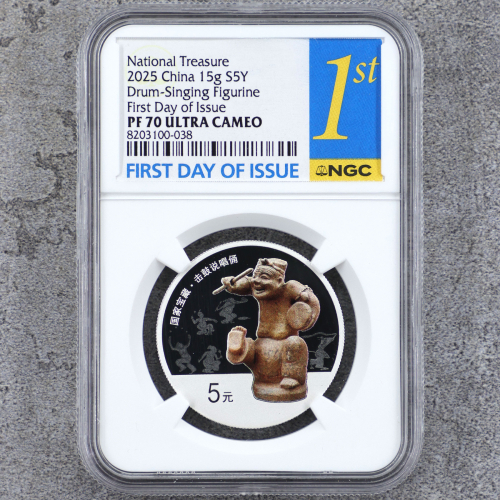 National Treasure
2025 China 15g S5Y
Drum-Singing Figurine
First Day of Issue
PF 70 ULTRA CAMEO
8203100-038
FIRST DAY OF ISSUE
1st
NGC
国家宝藏·击鼓说唱俑
5元